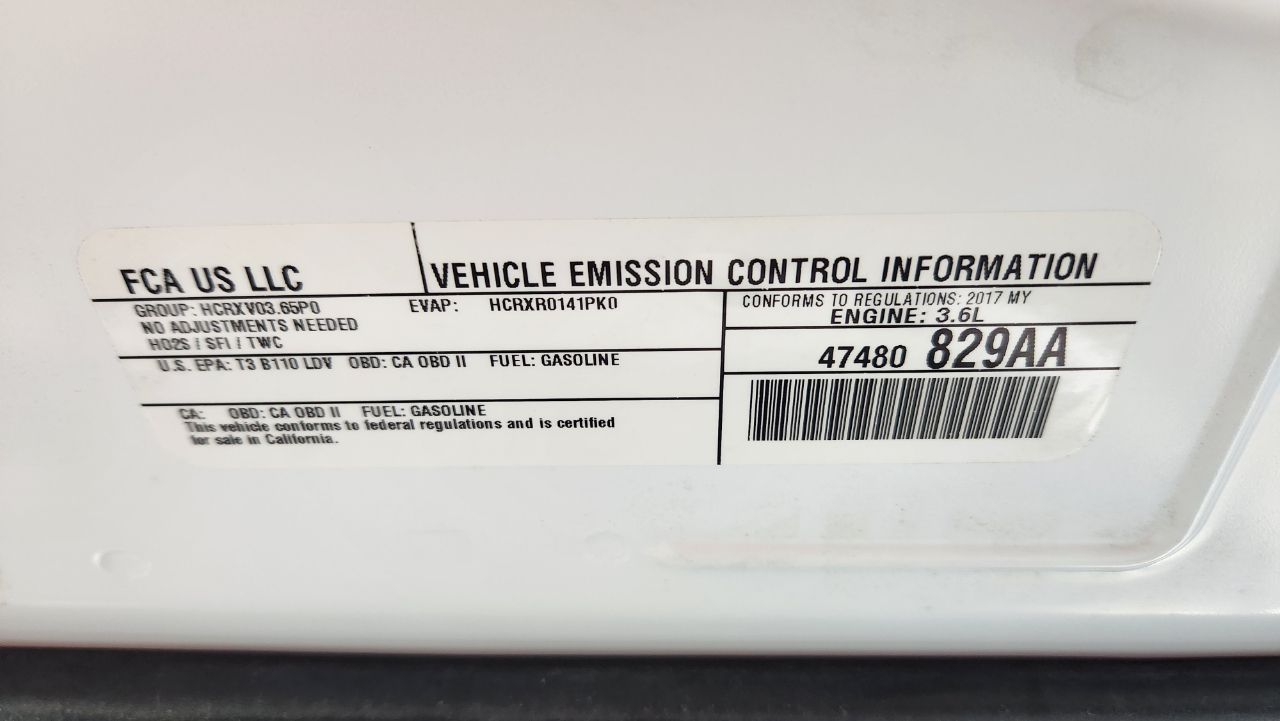 FCA US LLC
VEHICLE EMISSION CONTROL INFORMATION
GROUP: HCRXV03.65P0 EVAP: HCRXR0141PK0
NO ADJUSTMENTS NEEDED
HO2S / SFI / TWC
U.S. EPA: T3 B110 LDV OBD: CA OBD II FUEL: GASOLINE
CA: OBD: CA OBD II FUEL: GASOLINE
This vehicle conforms to federal regulations and is certified
for sale in California.
CONFORMS TO REGULATIONS: 2017 MY
ENGINE: 3.6L
47480 829AA